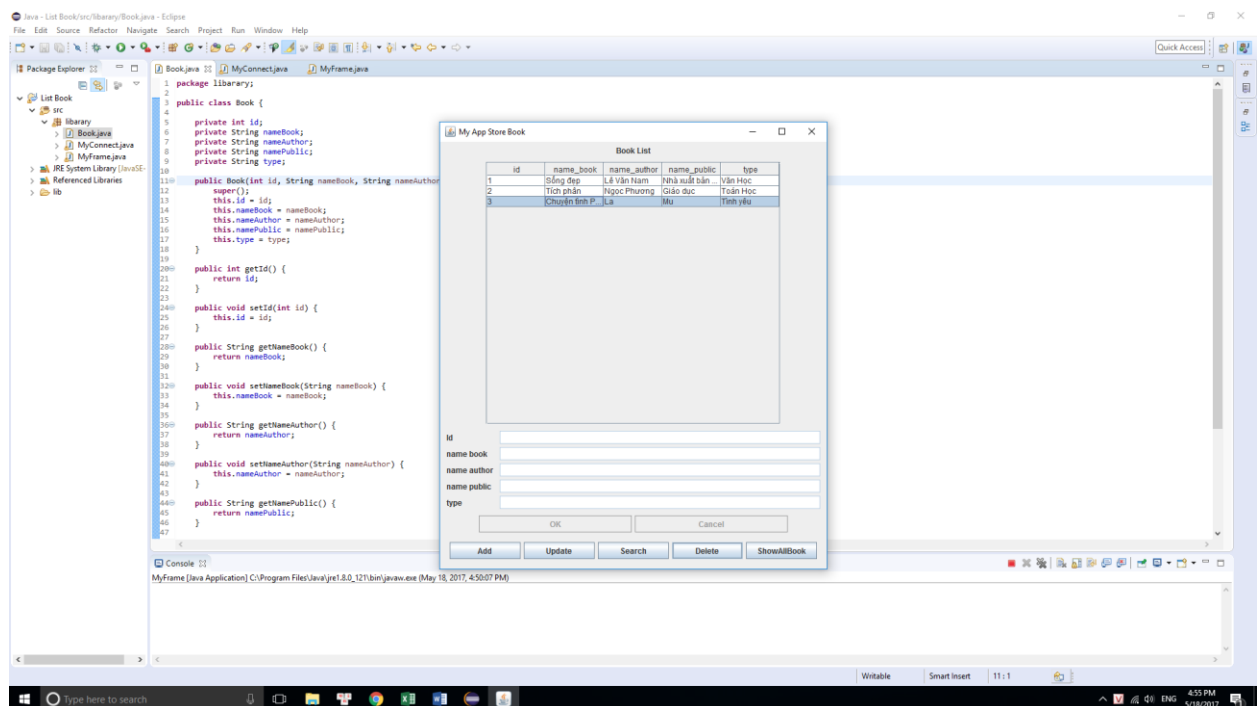 Java - List Book/src/libarary/Book.java - Eclipse
File Edit Source Refactor Navigate Search Project Run Window Help
Quick Access
Package Explorer
Book.java MyConnect.java MyFrame.java
List Book
src
libarary
Book.java
MyConnect.java
MyFrame.java
JRE System Library [JavaSE-
Referenced Libraries
lib
1 package libarary;
2
3 public class Book {
4
5 private int id;
6 private String nameBook;
7 private String nameAuthor;
8 private String namePublic;
9 private String type;
10
11 public Book(int id, String nameBook, String nameAuthor
12 super();
13 this.id = id;
14 this.nameBook = nameBook;
15 this.nameAuthor = nameAuthor;
16 this.namePublic = namePublic;
17 this.type = type;
18 }
19
20 public int getId() {
21 return id;
22 }
23
24 public void setId(int id) {
25 this.id = id;
26 }
27
28 public String getNameBook() {
29 return nameBook;
30 }
31
32 public void setNameBook(String nameBook) {
33 this.nameBook = nameBook;
34 }
35
36 public String getNameAuthor() {
37 return nameAuthor;
38 }
39
40 public void setNameAuthor(String nameAuthor) {
41 this.nameAuthor = nameAuthor;
42 }
43
44 public String getNamePublic() {
45 return namePublic;
46 }
47
My App Store Book
Book List
id name_book name_author name_public type
1 Sống đẹp Lê Văn Nam Nhà xuất bản ... Văn Học
2 Tích phân Ngọc Phương Giáo dục Toán Học
3 Chuyện tình P... La Mu Tình yêu
Id
name book
name author
name public
type
OK Cancel
Add Update Search Delete ShowAllBook
Console
MyFrame [Java Application] C:\Program Files\Java\jre1.8.0_121\bin\javaw.exe (May 18, 2017, 4:50:07 PM)
Writable Smart Insert 11 : 1
Type here to search
ENG 4:55 PM
5/18/2017